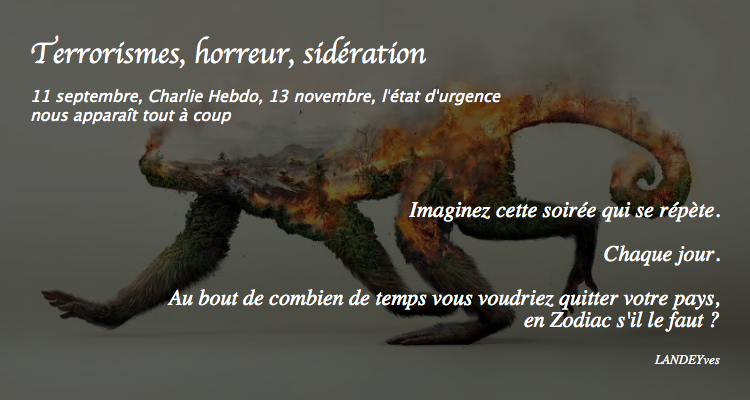 Terrorismes, horreur, sidération
11 septembre, Charlie Hebdo, 13 novembre, l'état d'urgence
nous apparaît tout à coup
Imaginez cette soirée qui se répète.
Chaque jour.
Au bout de combien de temps vous voudriez quitter votre pays,
en Zodiac s'il le faut ?
LANDEYves